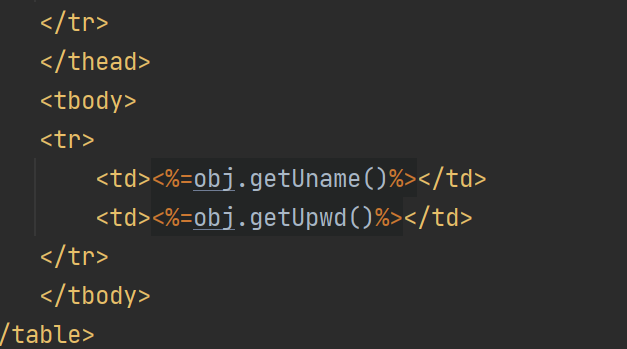 </tr>
</thead>
<tbody>
<tr>
<td><%=obj.getUname()%></td>
<td><%=obj.getUpwd()%></td>
</tr>
</tbody>
/table>